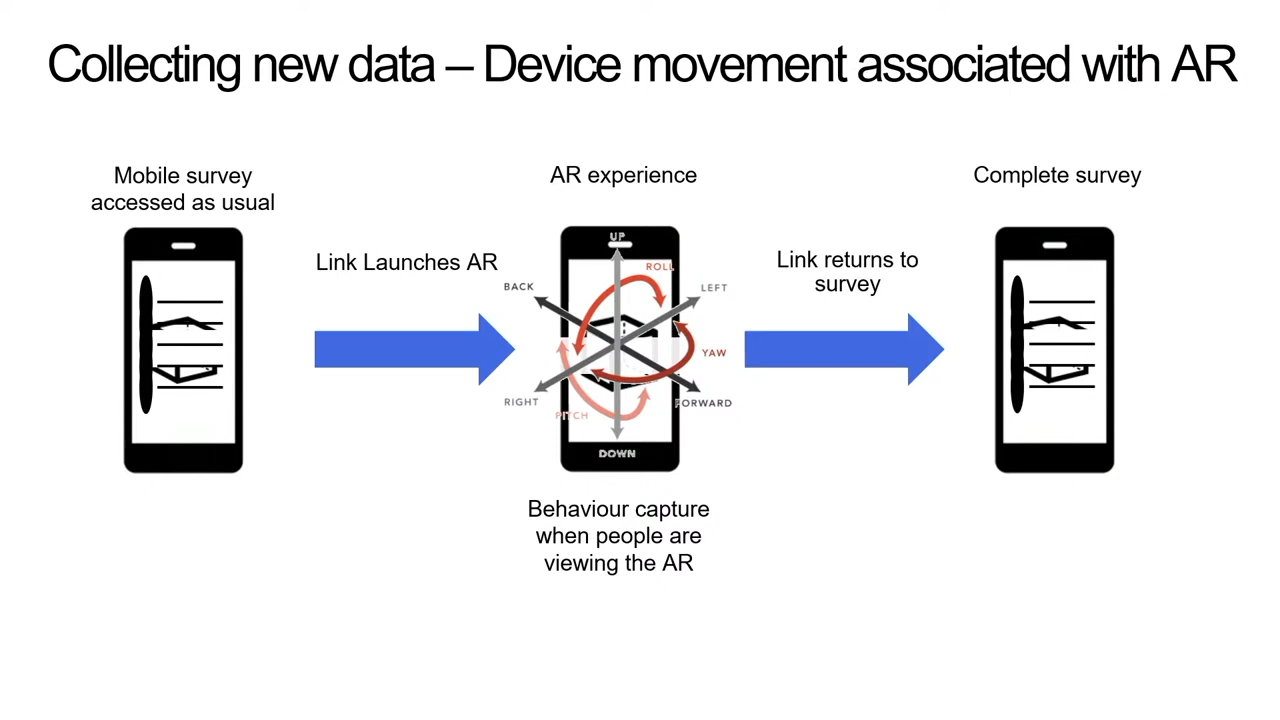 Collecting new data – Device movement associated with AR
Mobile survey
accessed as usual
Link Launches AR
AR experience
UP
ROLL
BACK
LEFT
YAW
RIGHT
FORWARD
PITCH
DOWN
Behaviour capture
when people are
viewing the AR
Link returns to
survey
Complete survey